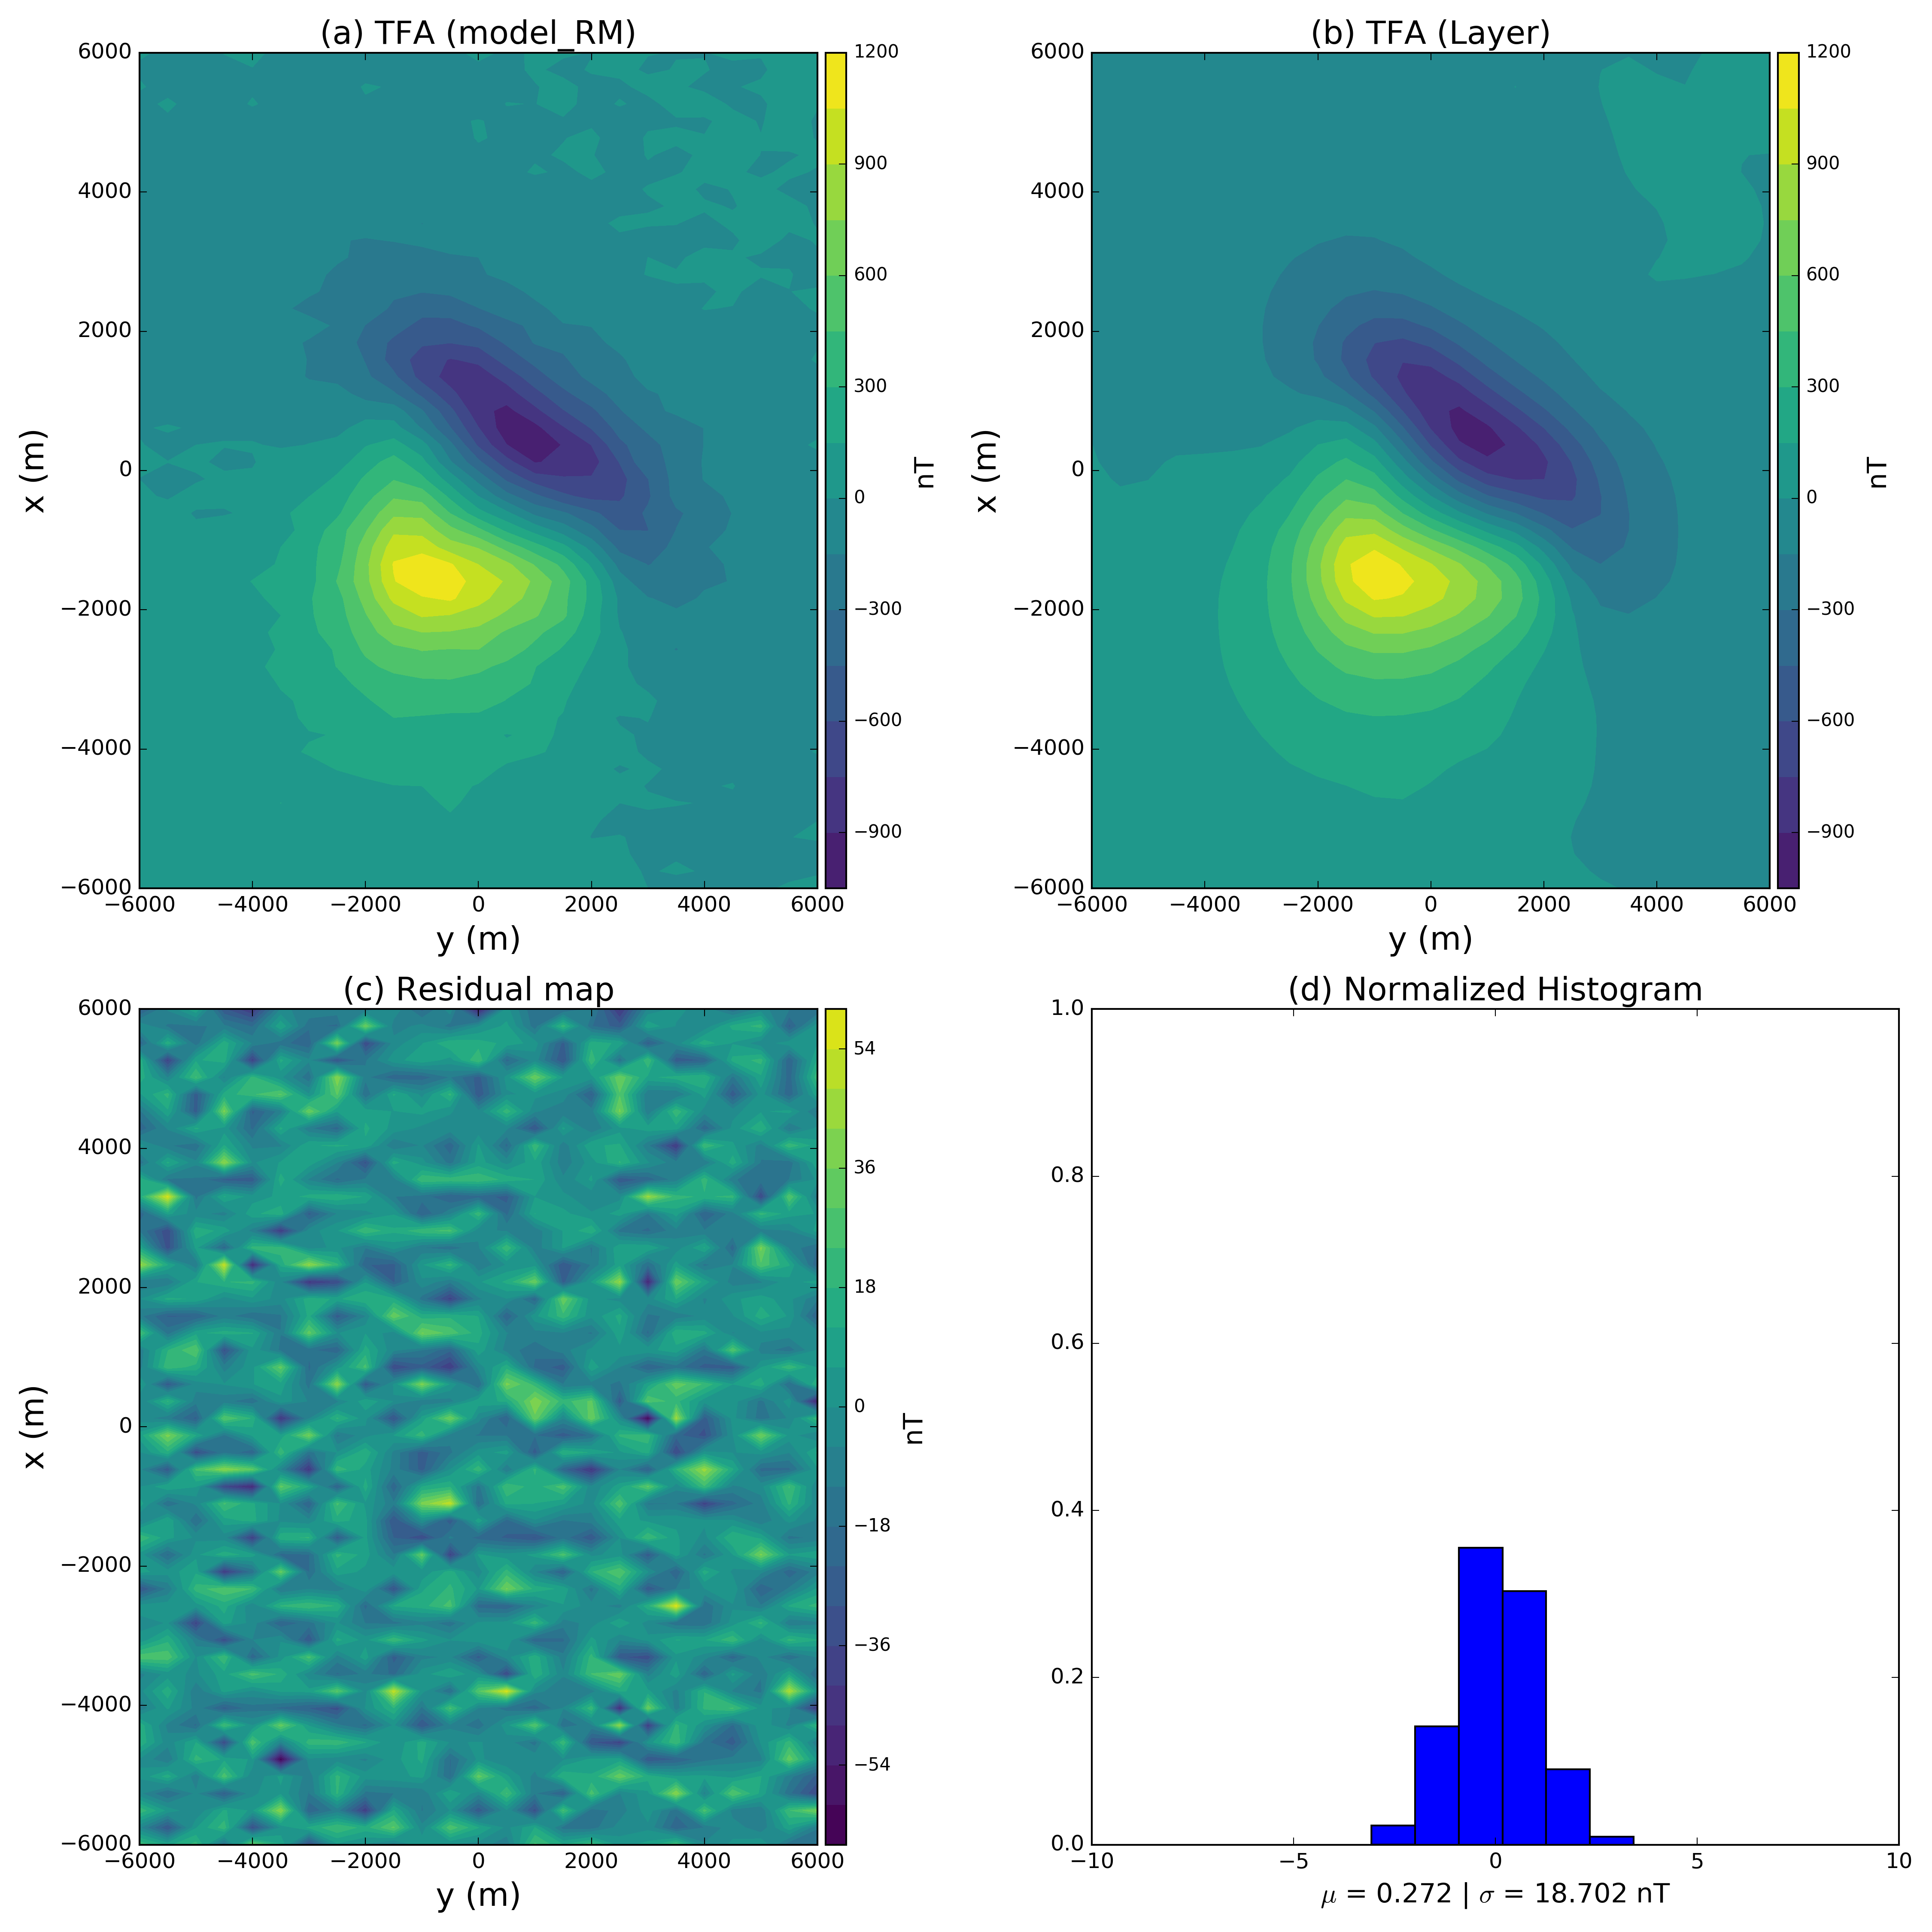 (a) TFA (model_RM)
6000
4000
2000
0
−2000
−4000
−6000
x (m)
−6000 −4000 −2000 0 2000 4000 6000
y (m)
1200
900
600
300
0
−300
−600
−900
nT
(b) TFA (Layer)
6000
4000
2000
0
−2000
−4000
−6000
x (m)
−6000 −4000 −2000 0 2000 4000 6000
y (m)
1200
900
600
300
0
−300
−600
−900
nT
(c) Residual map
6000
4000
2000
0
−2000
−4000
−6000
x (m)
−6000 −4000 −2000 0 2000 4000 6000
y (m)
54
36
18
0
−18
−36
−54
nT
(d) Normalized Histogram
1.0
0.8
0.6
0.4
0.2
0.0
−10 −5 0 5 10
μ = 0.272 | σ = 18.702 nT